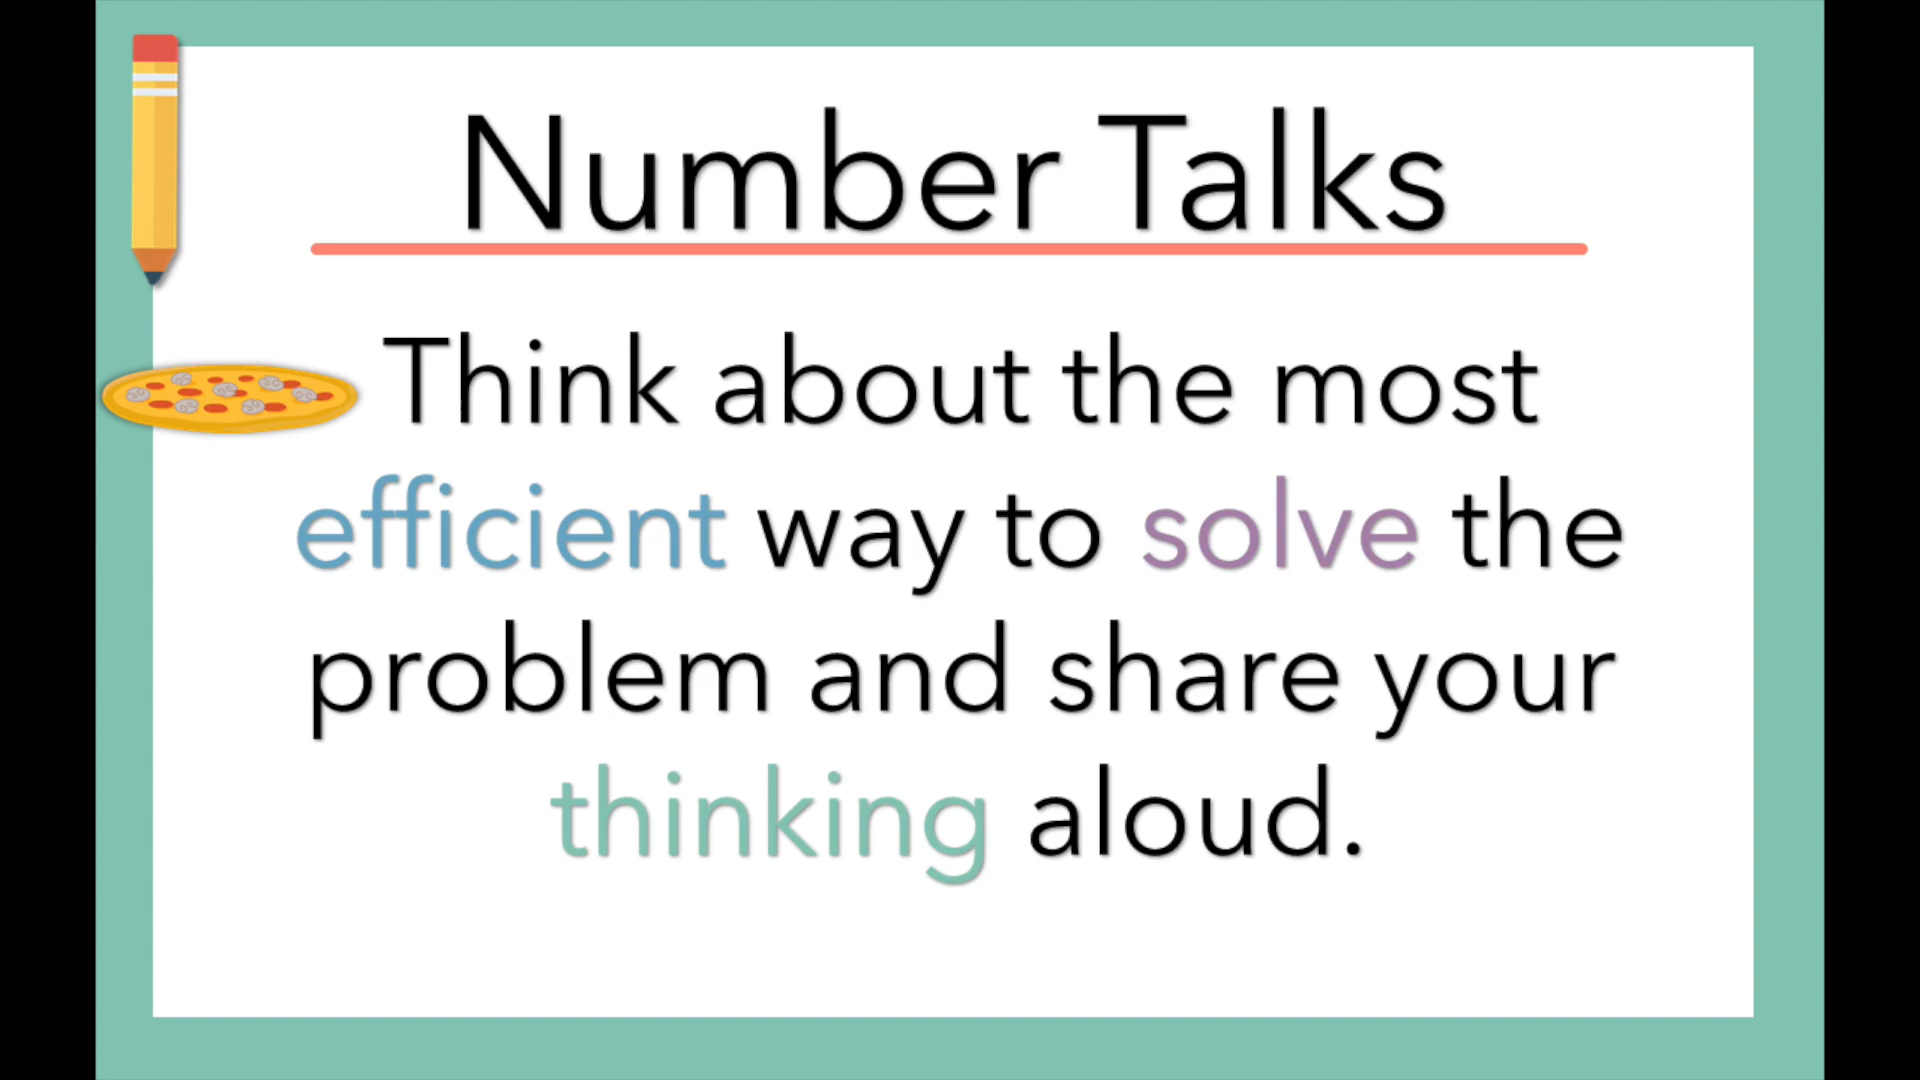 Number Talks
Think about the most
efficient way to solve the
problem and share your
thinking aloud.